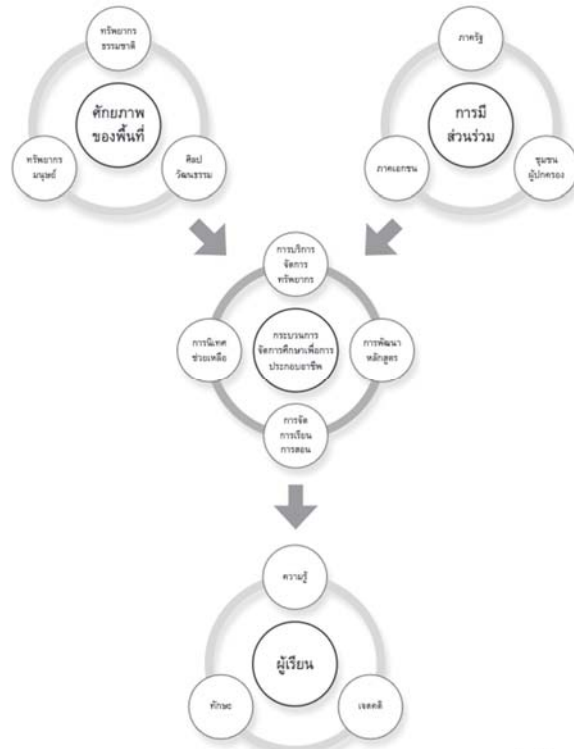 ทรัพยากร
ธรรมชาติ
ศักยภาพ
ของพื้นที่
ทรัพยากร
มนุษย์
ศิลป
วัฒนธรรม
ภาครัฐ
การมี
ส่วนร่วม
ภาคเอกชน
ชุมชน
ผู้ปกครอง
การบริการ
จัดการ
ทรัพยากร
การนิเทศ
ช่วยเหลือ
กระบวนการ
จัดการศึกษาเพื่อการ
ประกอบอาชีพ
การพัฒนา
หลักสูตร
การจัด
การเรียน
การสอน
ความรู้
ผู้เรียน
ทักษะ
เจตคติ